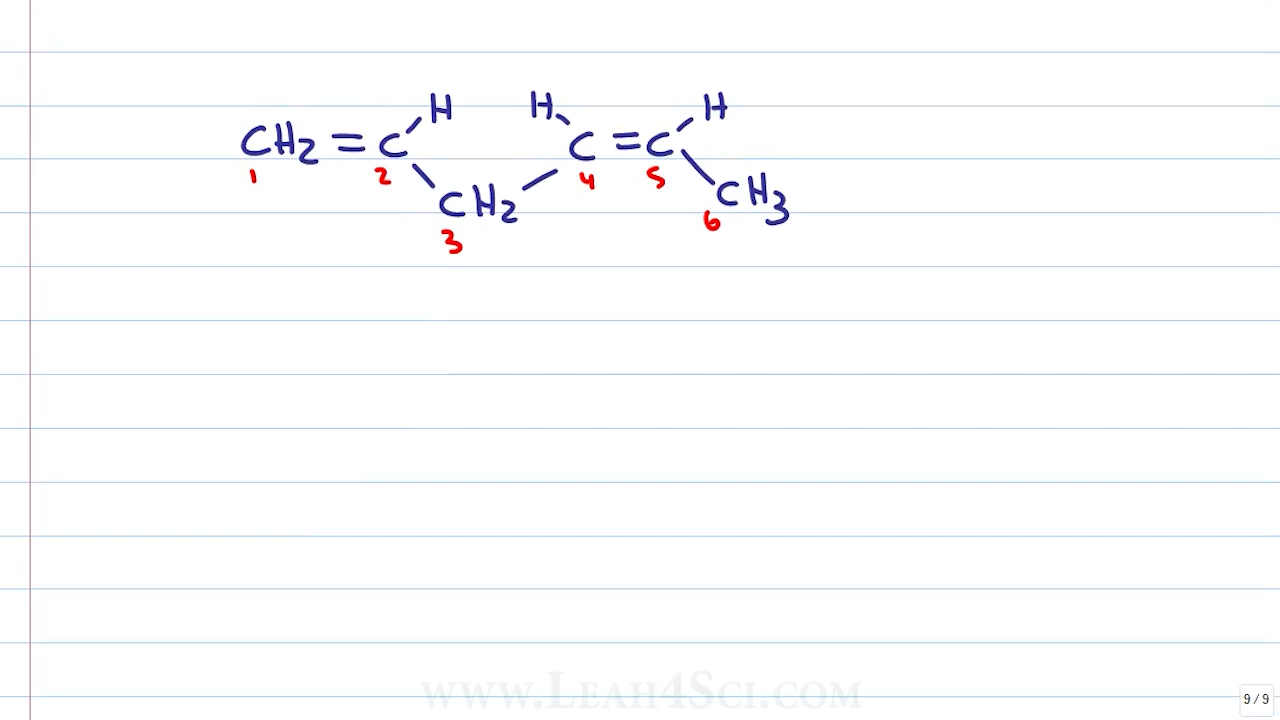 H H H
CH2 = C C = C
1 2 4 5
CH2 CH3
3 6
www.Leah4Sci.com
9 / 9